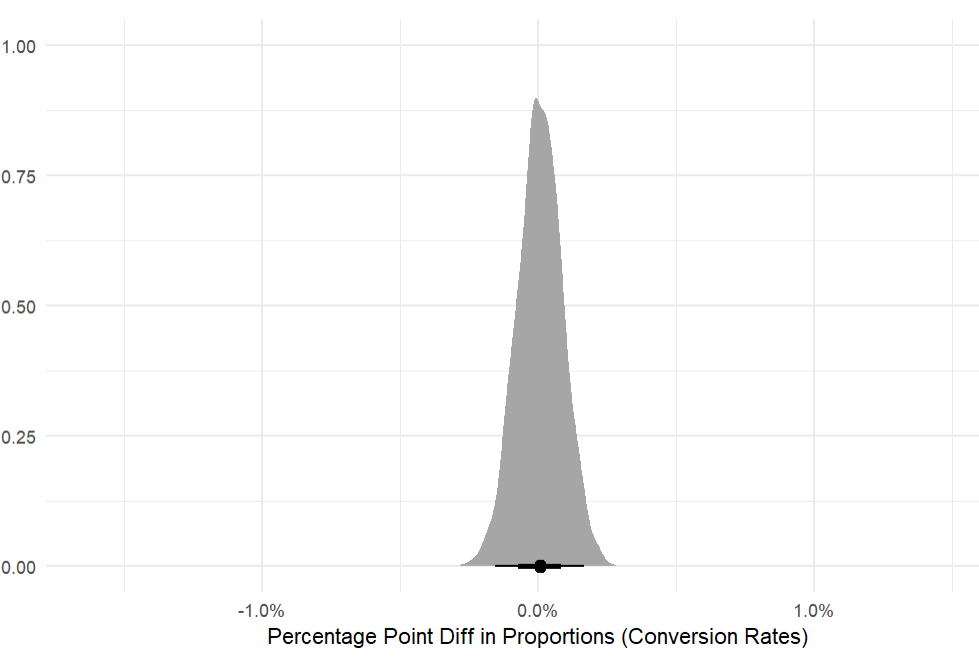 1.00
0.75
0.50
0.25
0.00
-1.0% 0.0% 1.0%
Percentage Point Diff in Proportions (Conversion Rates)